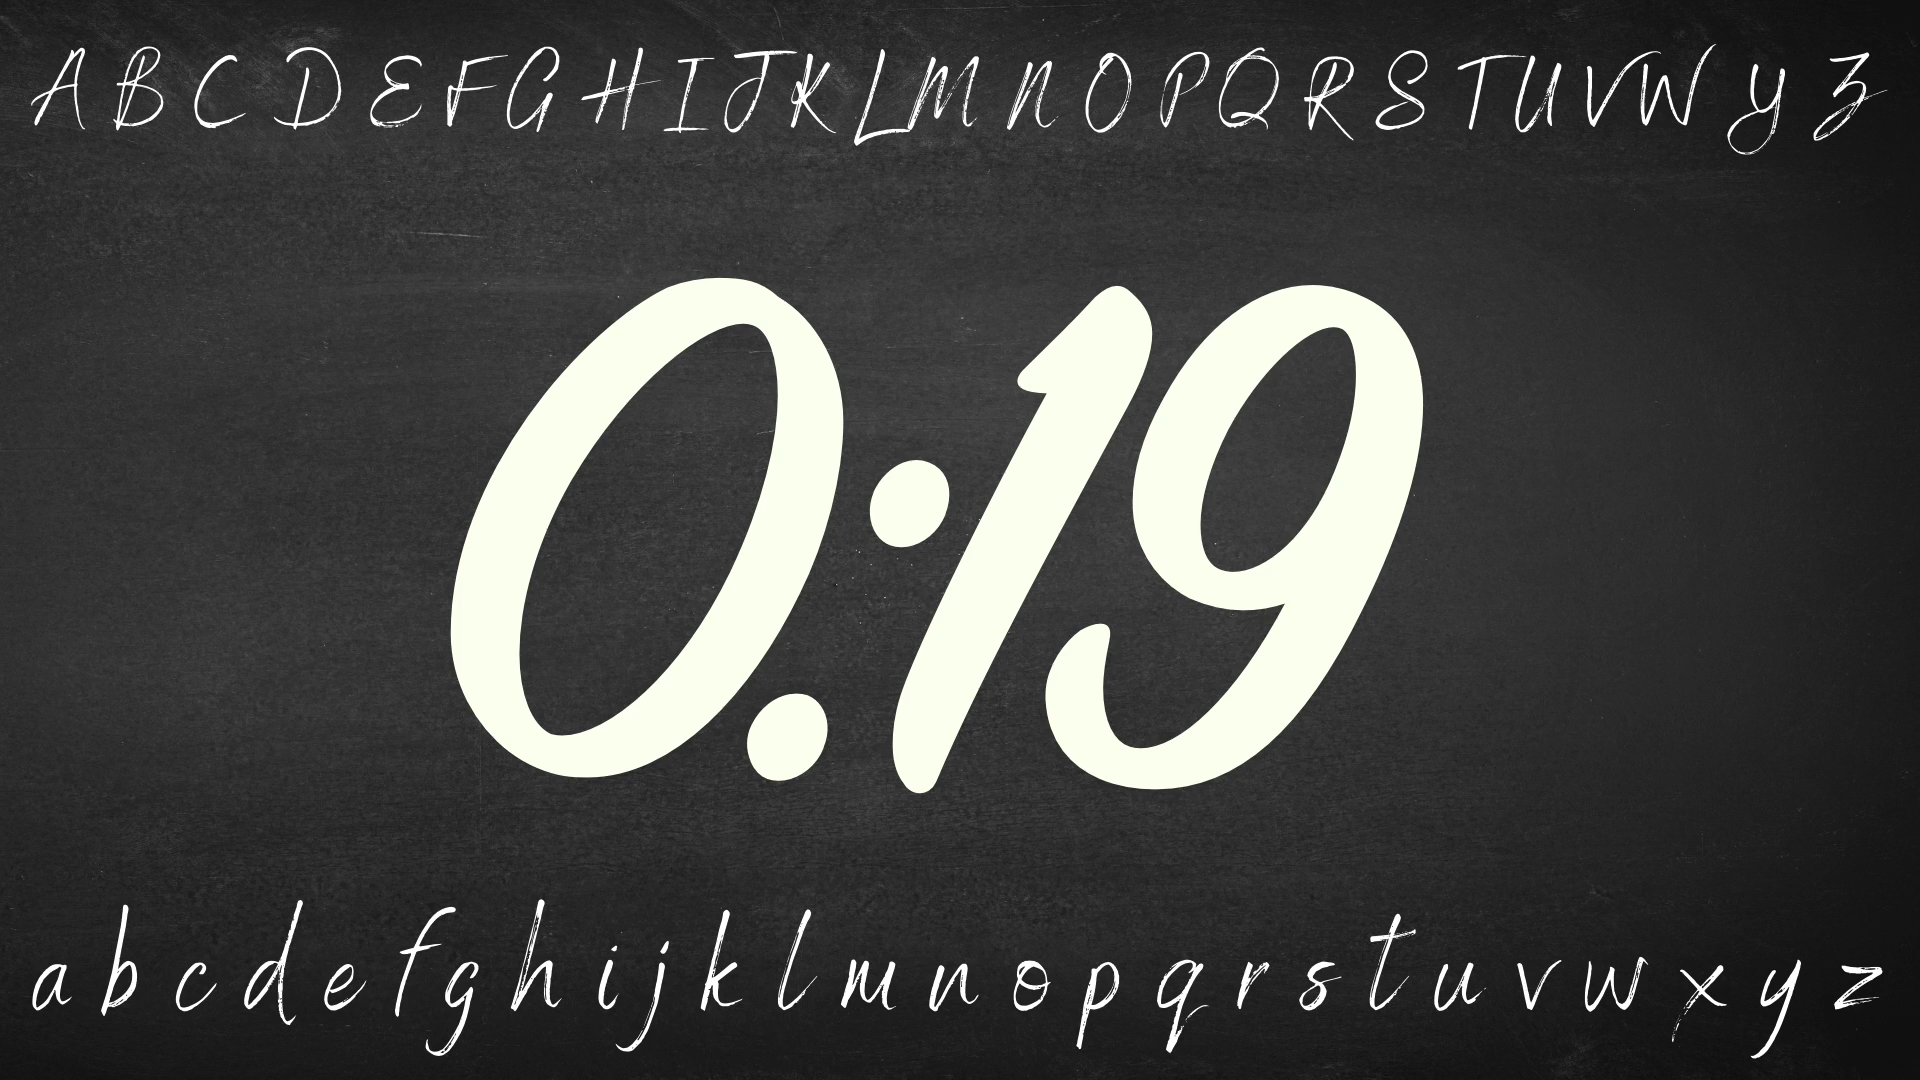 A B C D E F G H I J K L M N O P Q R S T U V W Y Z
0:19
a b c d e f g h i j k l m n o p q r s t u v w x y z